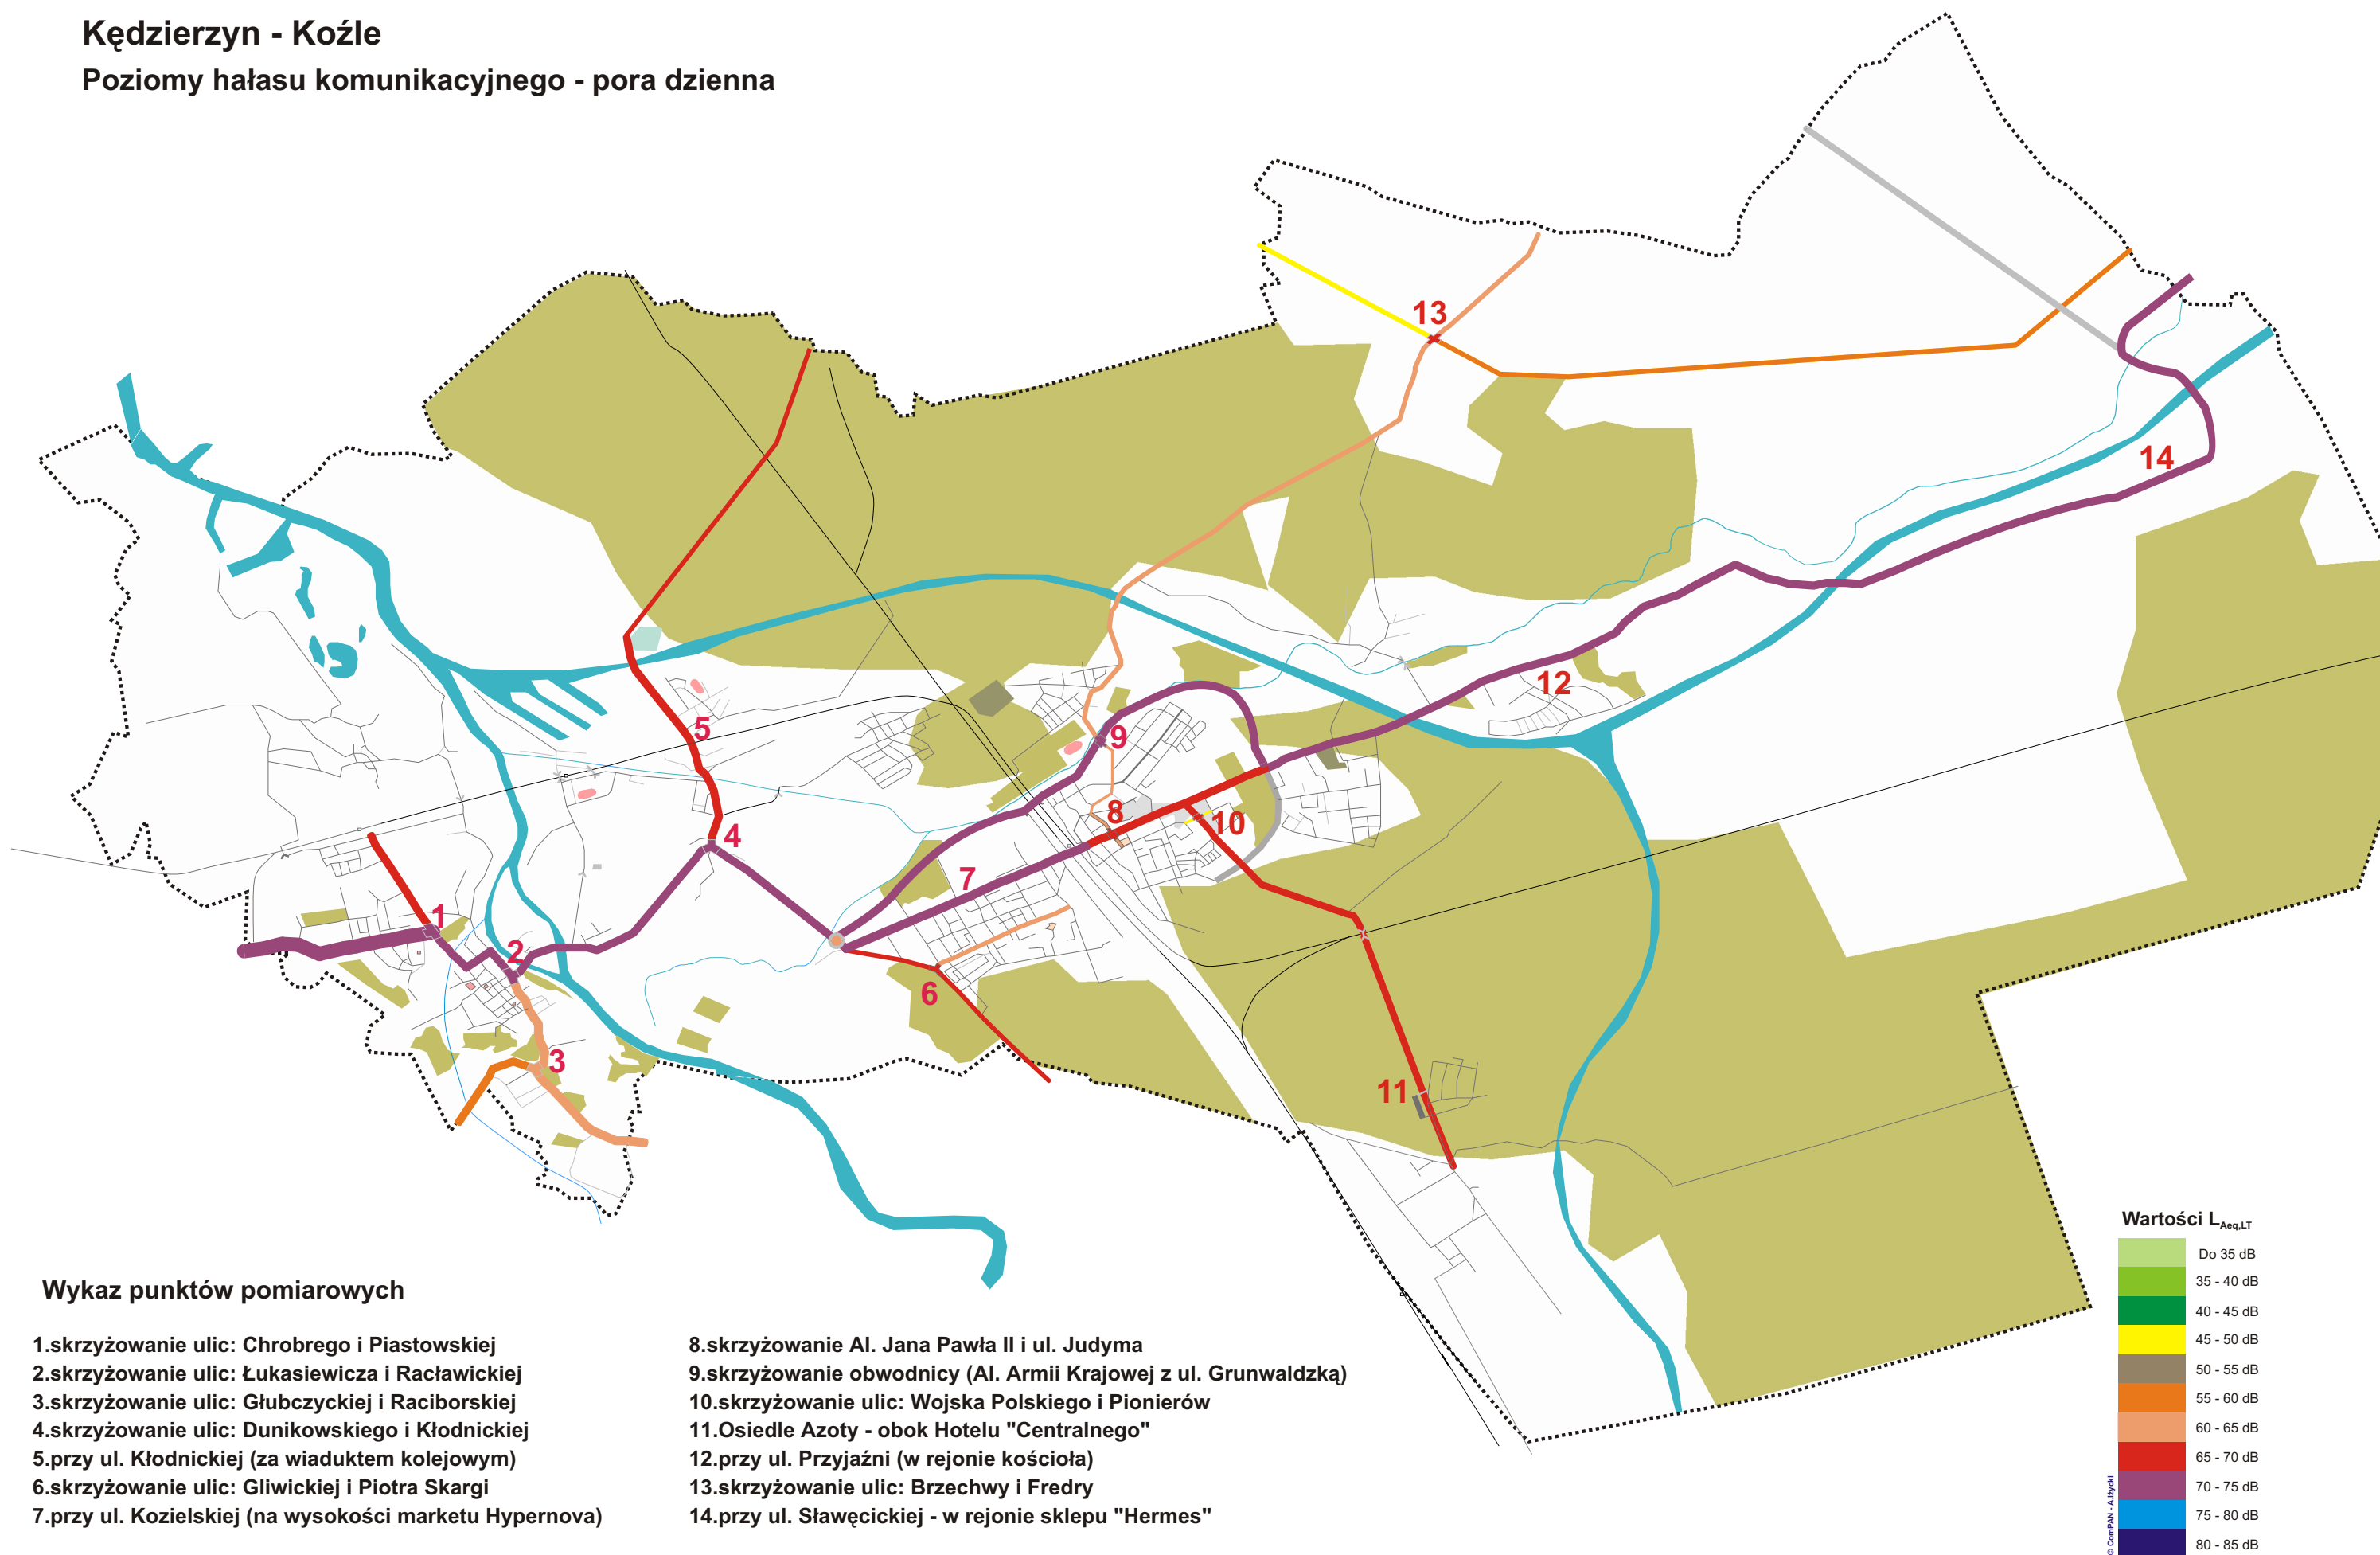 Kędzierzyn - Koźle
Poziomy hałasu komunikacyjnego - pora dzienna
13
14
12
5
9
8
10
4
7
1
2
6
3
11
Wykaz punktów pomiarowych
1.skrzyżowanie ulic: Chrobrego i Piastowskiej
2.skrzyżowanie ulic: Łukasiewicza i Racławickiej
3.skrzyżowanie ulic: Głubczyckiej i Raciborskiej
4.skrzyżowanie ulic: Dunikowskiego i Kłodnickiej
5.przy ul. Kłodnickiej (za wiaduktem kolejowym)
6.skrzyżowanie ulic: Gliwickiej i Piotra Skargi
7.przy ul. Kozielskiej (na wysokości marketu Hypernova)
8.skrzyżowanie Al. Jana Pawła II i ul. Judyma
9.skrzyżowanie obwodnicy (Al. Armii Krajowej z ul. Grunwaldzką)
10.skrzyżowanie ulic: Wojska Polskiego i Pionierów
11.Osiedle Azoty - obok Hotelu "Centralnego"
12.przy ul. Przyjaźni (w rejonie kościoła)
13.skrzyżowanie ulic: Brzechwy i Fredry
14.przy ul. Sławęcickiej - w rejonie sklepu "Hermes"
Wartości LAeq,LT
Do 35 dB
35 - 40 dB
40 - 45 dB
45 - 50 dB
50 - 55 dB
55 - 60 dB
60 - 65 dB
65 - 70 dB
70 - 75 dB
75 - 80 dB
80 - 85 dB
© ComPAN - A.Iżycki